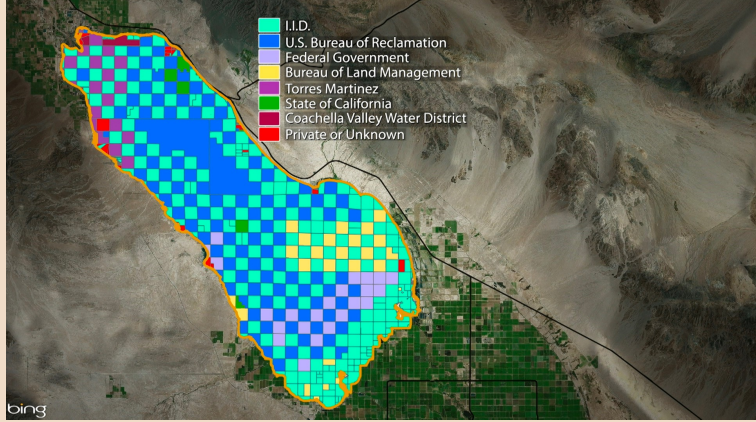 I.I.D.
U.S. Bureau of Reclamation
Federal Government
Bureau of Land Management
Torres Martinez
State of California
Coachella Valley Water District
Private or Unknown
bing